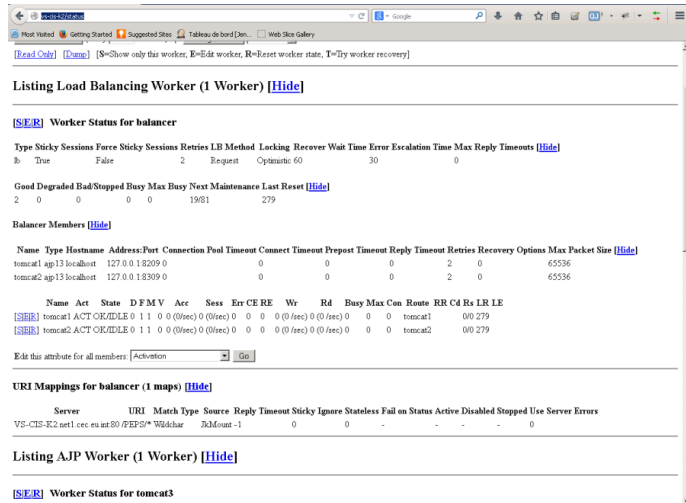 vs-cis-k2/status
Google
Most Visited Getting Started Suggested Sites Tableau de bord [Jen... Web Slice Gallery
[Read Only] [Dump] [S=Show only this worker, E=Edit worker, R=Reset worker state, T=Try worker recovery]
Listing Load Balancing Worker (1 Worker) [Hide]
[S|E|R] Worker Status for balancer
Type Sticky Sessions Force Sticky Sessions Retries LB Method Locking Recover Wait Time Error Escalation Time Max Reply Timeouts [Hide]
lb True False 2 Request Optimistic 60 30 0
Good Degraded Bad/Stopped Busy Max Busy Next Maintenance Last Reset [Hide]
2 0 0 0 0 19/81 279
Balancer Members [Hide]
Name Type Hostname Address:Port Connection Pool Timeout Connect Timeout Prepost Timeout Reply Timeout Retries Recovery Options Max Packet Size [Hide]
tomcat1 ajp13 localhost 127.0.0.1:8209 0 0 0 0 2 0 65536
tomcat2 ajp13 localhost 127.0.0.1:8309 0 0 0 0 2 0 65536
Name Act State D F M V Acc Sess Err CE RE Wr Rd Busy Max Con Route RR Cd Rs LR LE
[S|E|R] tomcat1 ACT OK/IDLE 0 1 1 0 0 (0/sec) 0 (0/sec) 0 0 0 0 (0 /sec) 0 (0 /sec) 0 0 0 tomcat1 0/0 279
[S|E|R] tomcat2 ACT OK/IDLE 0 1 1 0 0 (0/sec) 0 (0/sec) 0 0 0 0 (0 /sec) 0 (0 /sec) 0 0 0 tomcat2 0/0 279
Edit this attribute for all members: Activation Go
URI Mappings for balancer (1 maps) [Hide]
Server URI Match Type Source Reply Timeout Sticky Ignore Stateless Fail on Status Active Disabled Stopped Use Server Errors
VS-CIS-K2.net1.cec.eu.int:80 /PEPS/* Wildchar JkMount -1 0 0 - - - - 0
Listing AJP Worker (1 Worker) [Hide]
[S|E|R] Worker Status for tomcat3